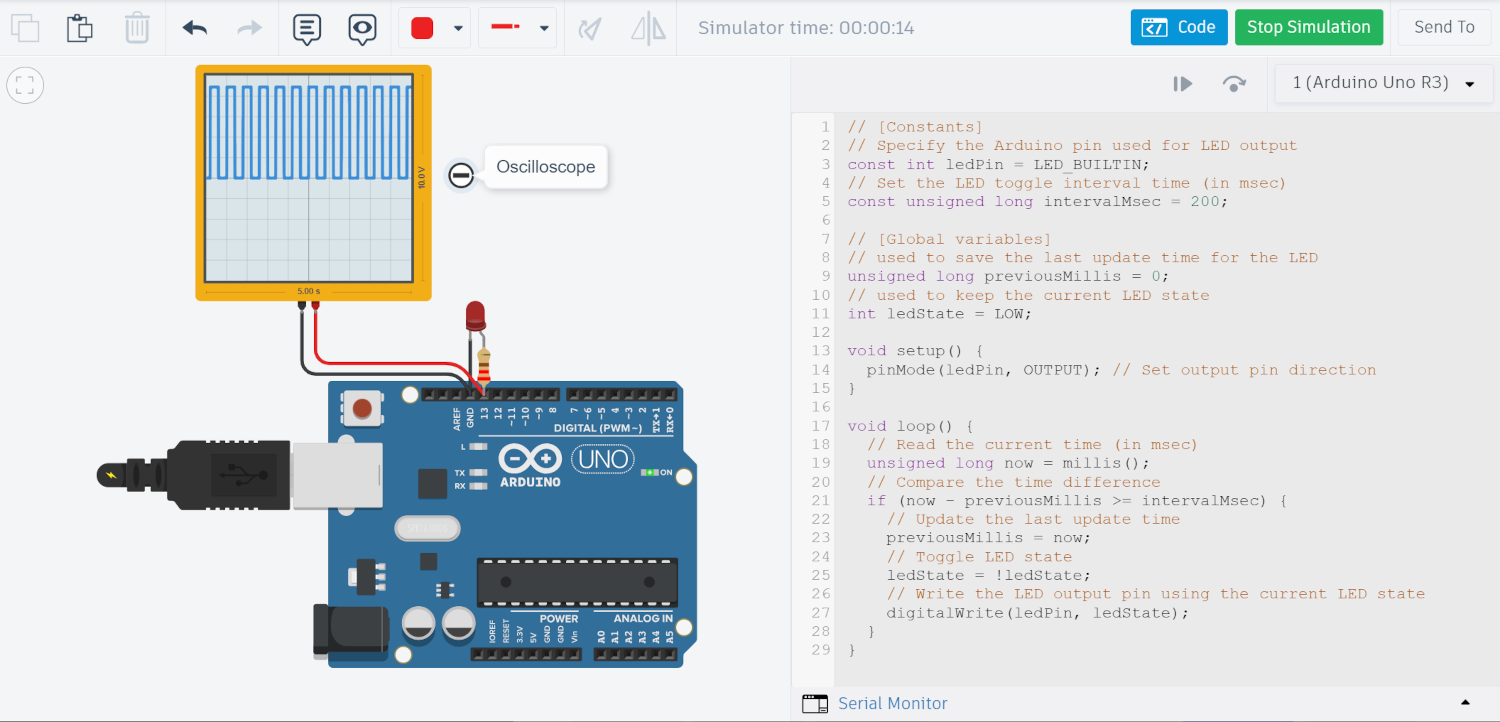 Simulator time: 00:00:14
Code
Stop Simulation
Send To
1 (Arduino Uno R3)
Oscilloscope
10.0 V
5.00 s
AREF
GND
13
12
~11
~10
~9
8
7
~6
~5
4
~3
2
TX→1
RX←0
DIGITAL (PWM~)
L
TX
RX
UNO
ARDUINO
ON
POWER
ANALOG IN
IOREF
RESET
3.3V
5V
GND
GND
Vin
A0
A1
A2
A3
A4
A5
1 // [Constants]
2 // Specify the Arduino pin used for LED output
3 const int ledPin = LED_BUILTIN;
4 // Set the LED toggle interval time (in msec)
5 const unsigned long intervalMsec = 200;
6
7 // [Global variables]
8 // used to save the last update time for the LED
9 unsigned long previousMillis = 0;
10 // used to keep the current LED state
11 int ledState = LOW;
12
13 void setup() {
14   pinMode(ledPin, OUTPUT); // Set output pin direction
15 }
16
17 void loop() {
18   // Read the current time (in msec)
19   unsigned long now = millis();
20   // Compare the time difference
21   if (now - previousMillis >= intervalMsec) {
22     // Update the last update time
23     previousMillis = now;
24     // Toggle LED state
25     ledState = !ledState;
26     // Write the LED output pin using the current LED state
27     digitalWrite(ledPin, ledState);
28   }
29 }
Serial Monitor